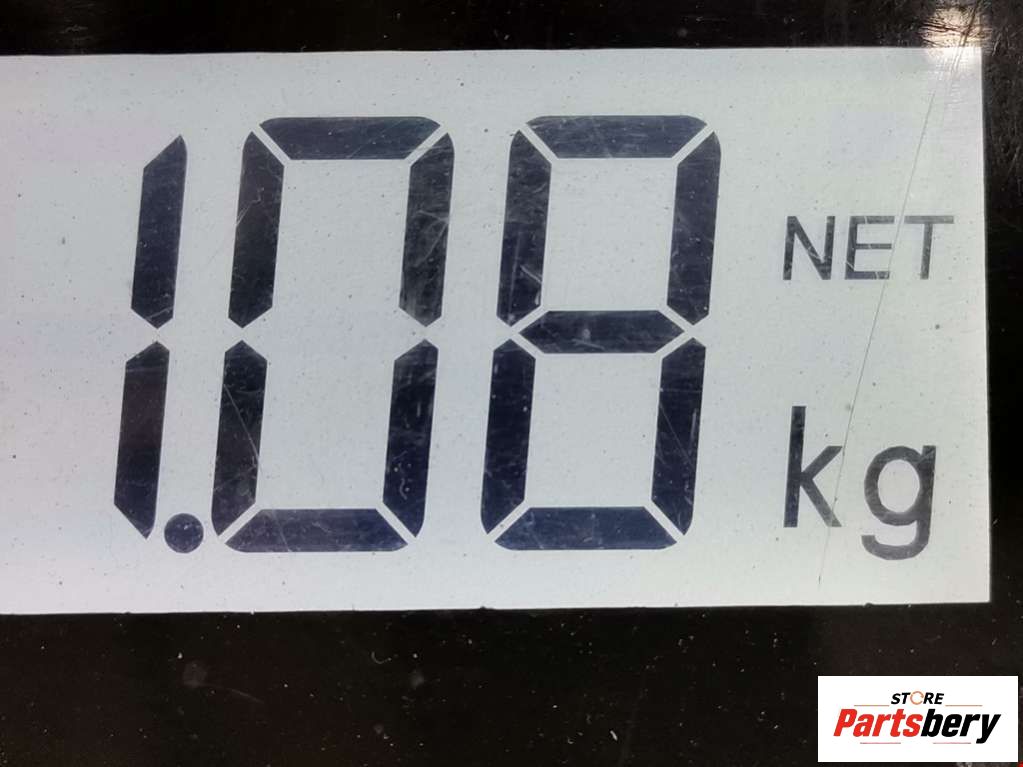 1.08
NET
kg
STORE
Partsbery